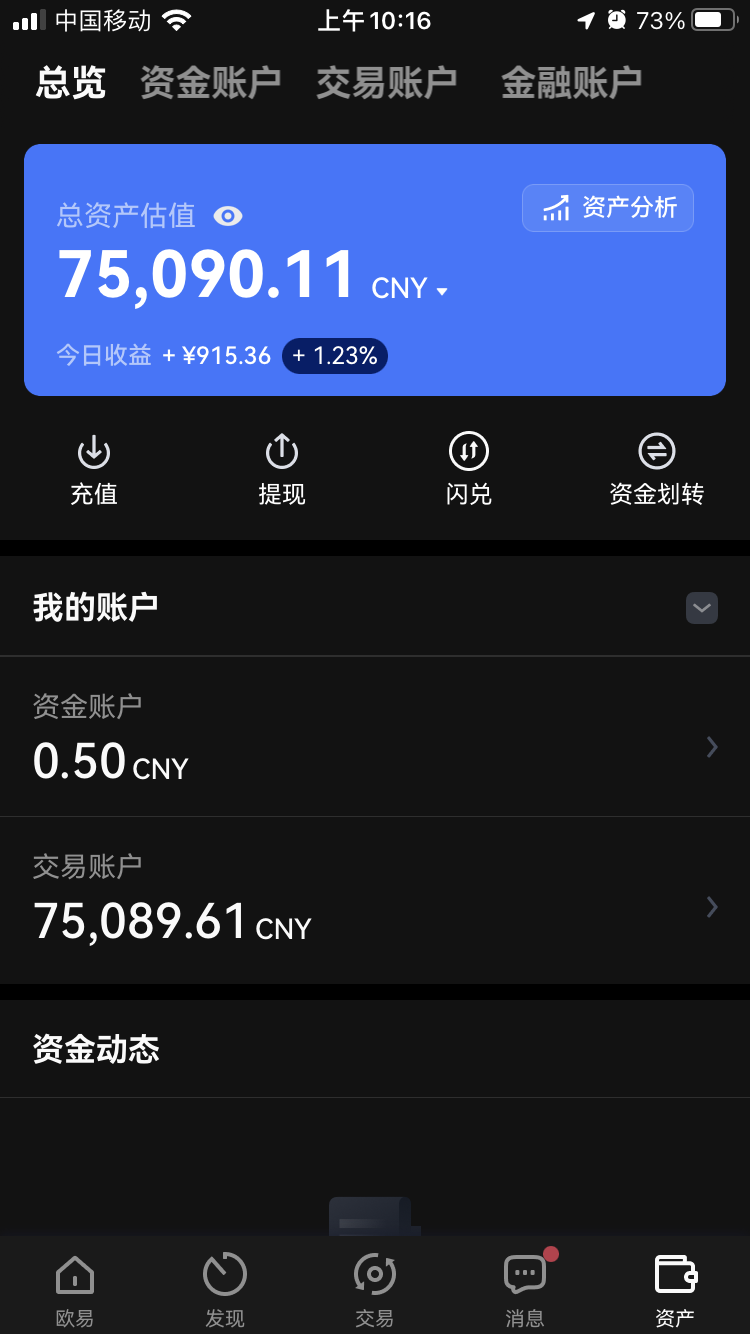 中国移动 上午10:16 73%
总览 资金账户 交易账户 金融账户
总资产估值 资产分析
75,090.11 CNY
今日收益 + ¥915.36 + 1.23%
充值 提现 闪兑 资金划转
我的账户
资金账户
0.50 CNY
交易账户
75,089.61 CNY
资金动态
欧易 发现 交易 消息 资产